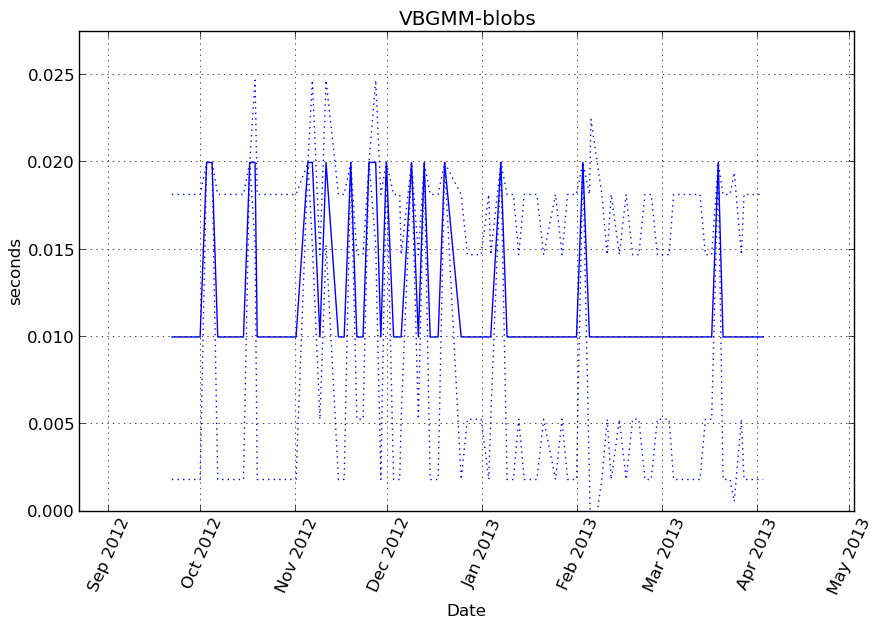 VBGMM-blobs
seconds
0.025
0.020
0.015
0.010
0.005
0.000
Sep 2012
Oct 2012
Nov 2012
Dec 2012
Jan 2013
Feb 2013
Mar 2013
Apr 2013
May 2013
Date